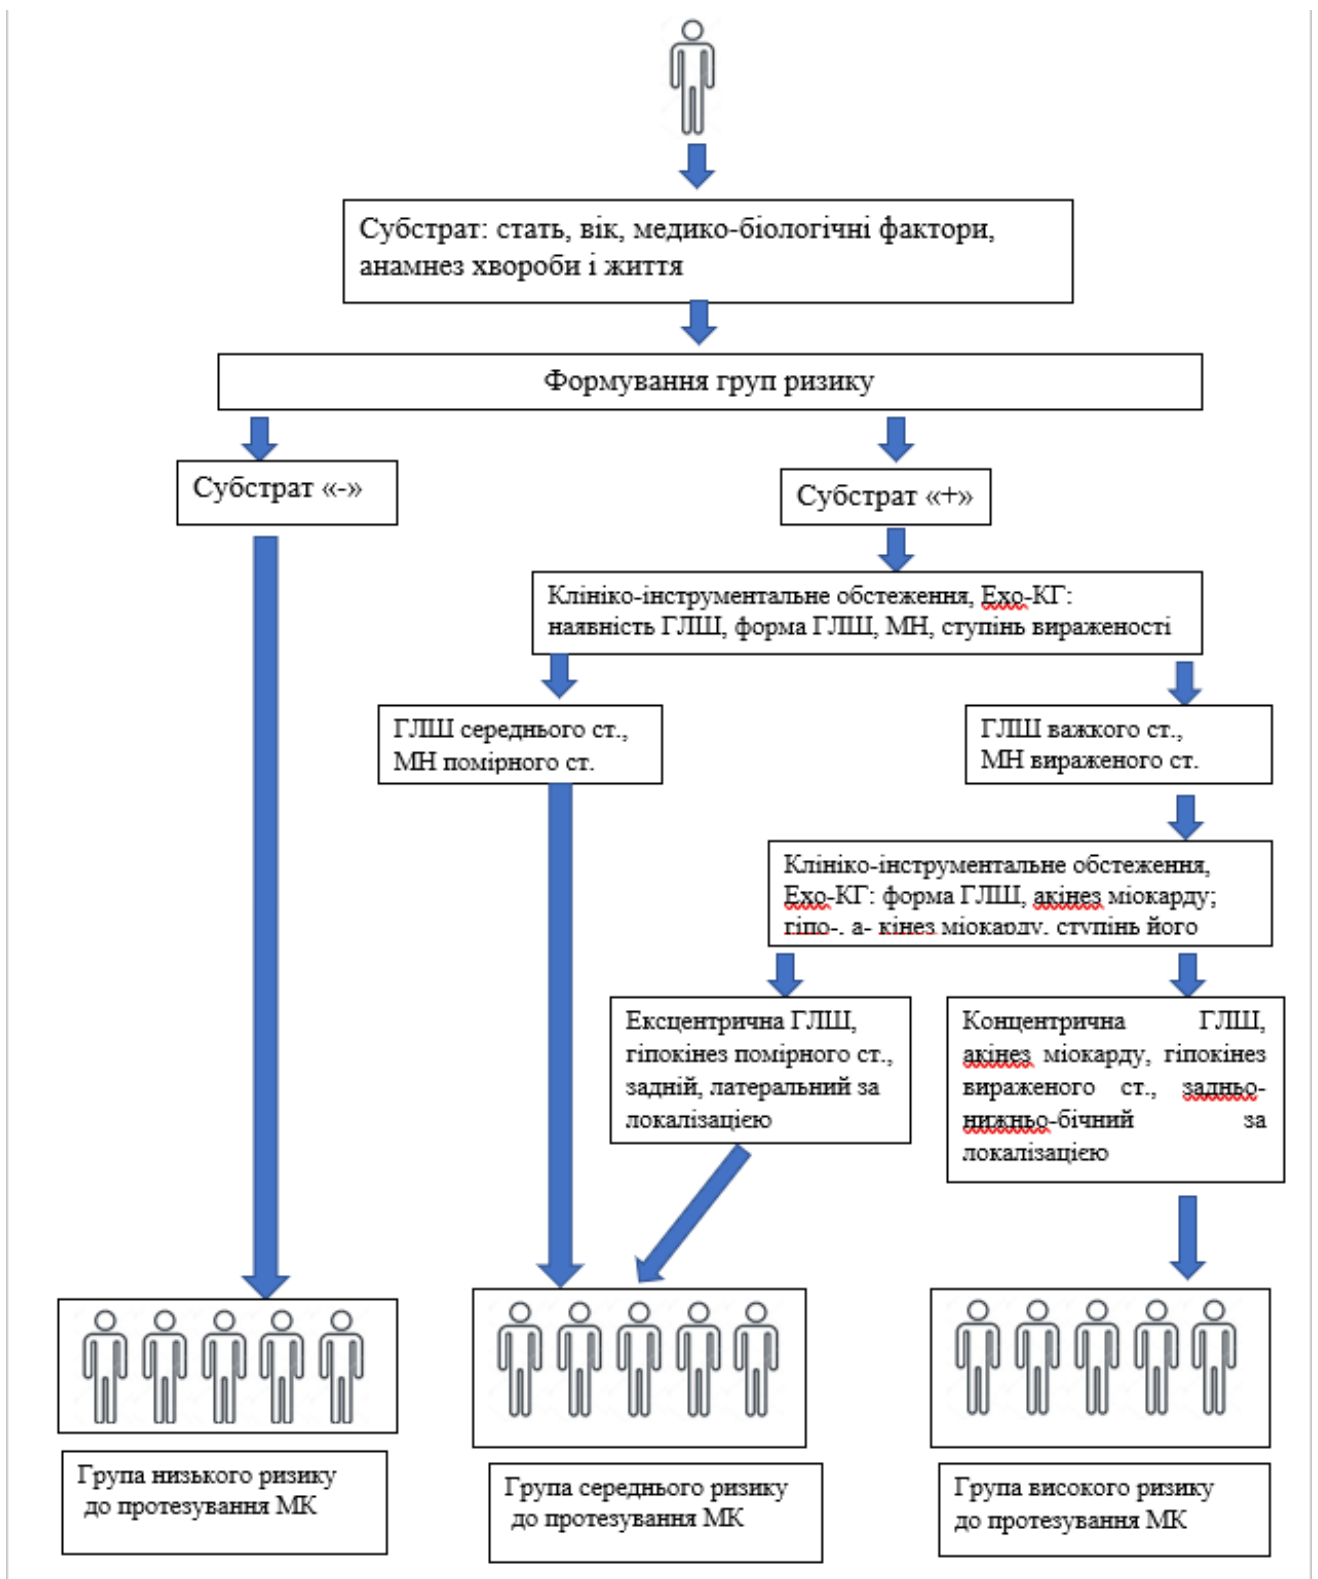 Субстрат: стать, вік, медико-біологічні фактори,
анамнез хвороби і життя
Формування груп ризику
Субстрат «-»
Субстрат «+»
Клініко-інструментальне обстеження, Ехо-КГ:
наявність ГЛШ, форма ГЛШ, МН, ступінь вираженості
ГЛШ середнього ст.,
МН помірного ст.
ГЛШ важкого ст.,
МН вираженого ст.
Клініко-інструментальне обстеження,
Ехо-КГ: форма ГЛШ, акінез міокарду;
гіпо-, а- кінез міокарду, ступінь його
Ексцентрична ГЛШ,
гіпокінез помірного ст.,
задній, латеральний за
локалізацією
Концентрична ГЛШ,
акінез міокарду, гіпокінез
вираженого ст., задньо-
нижньо-бічний за
локалізацією
Група низького ризику
до протезування МК
Група середнього ризику
до протезування МК
Група високого ризику
до протезування МК